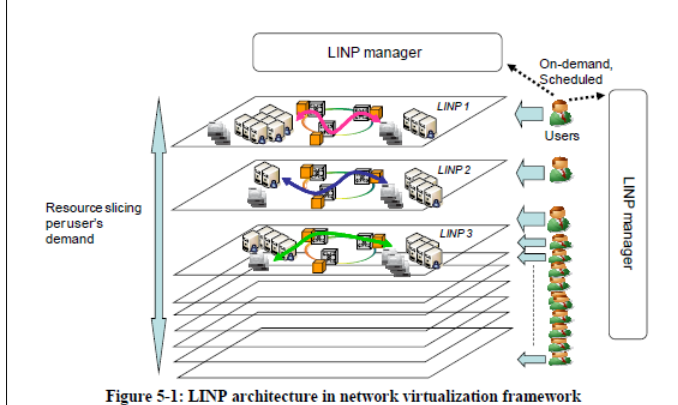 LINP manager
On-demand,
Scheduled
LINP 1
Users
LINP 2
Resource slicing
per user's
demand
LINP manager
LINP 3
Figure 5-1: LINP architecture in network virtualization framework